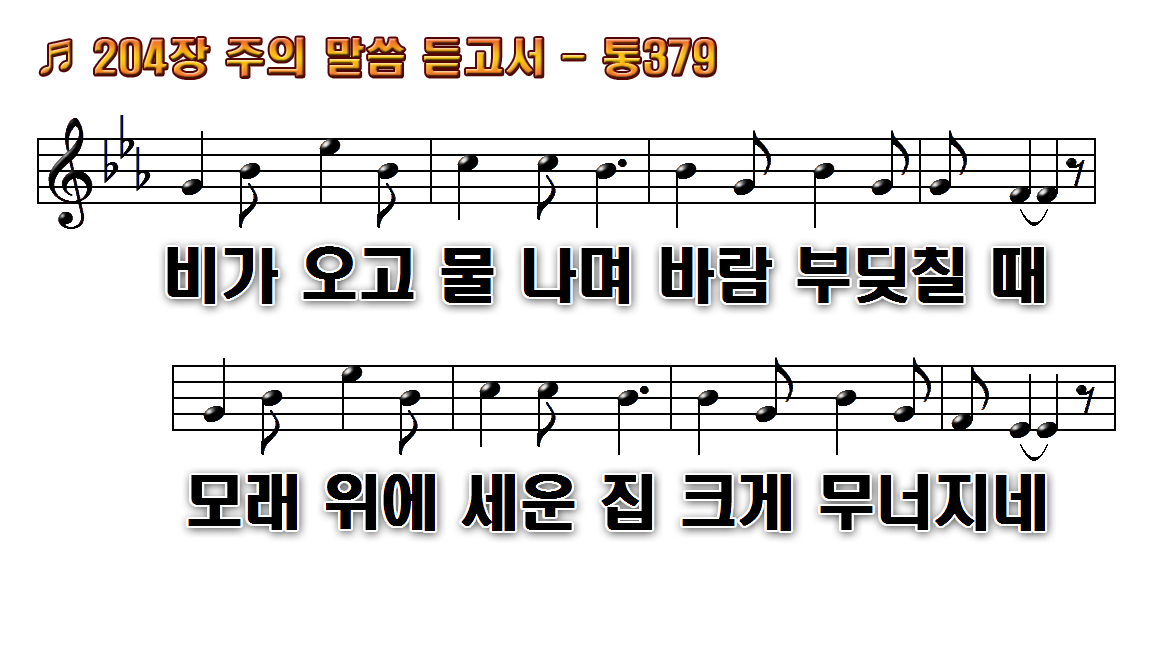 ♬ 204장 주의 말씀 듣고서 - 통379
비가 오고 물 나며 바람 부딪칠 때
모래 위에 세운 집 크게 무너지네